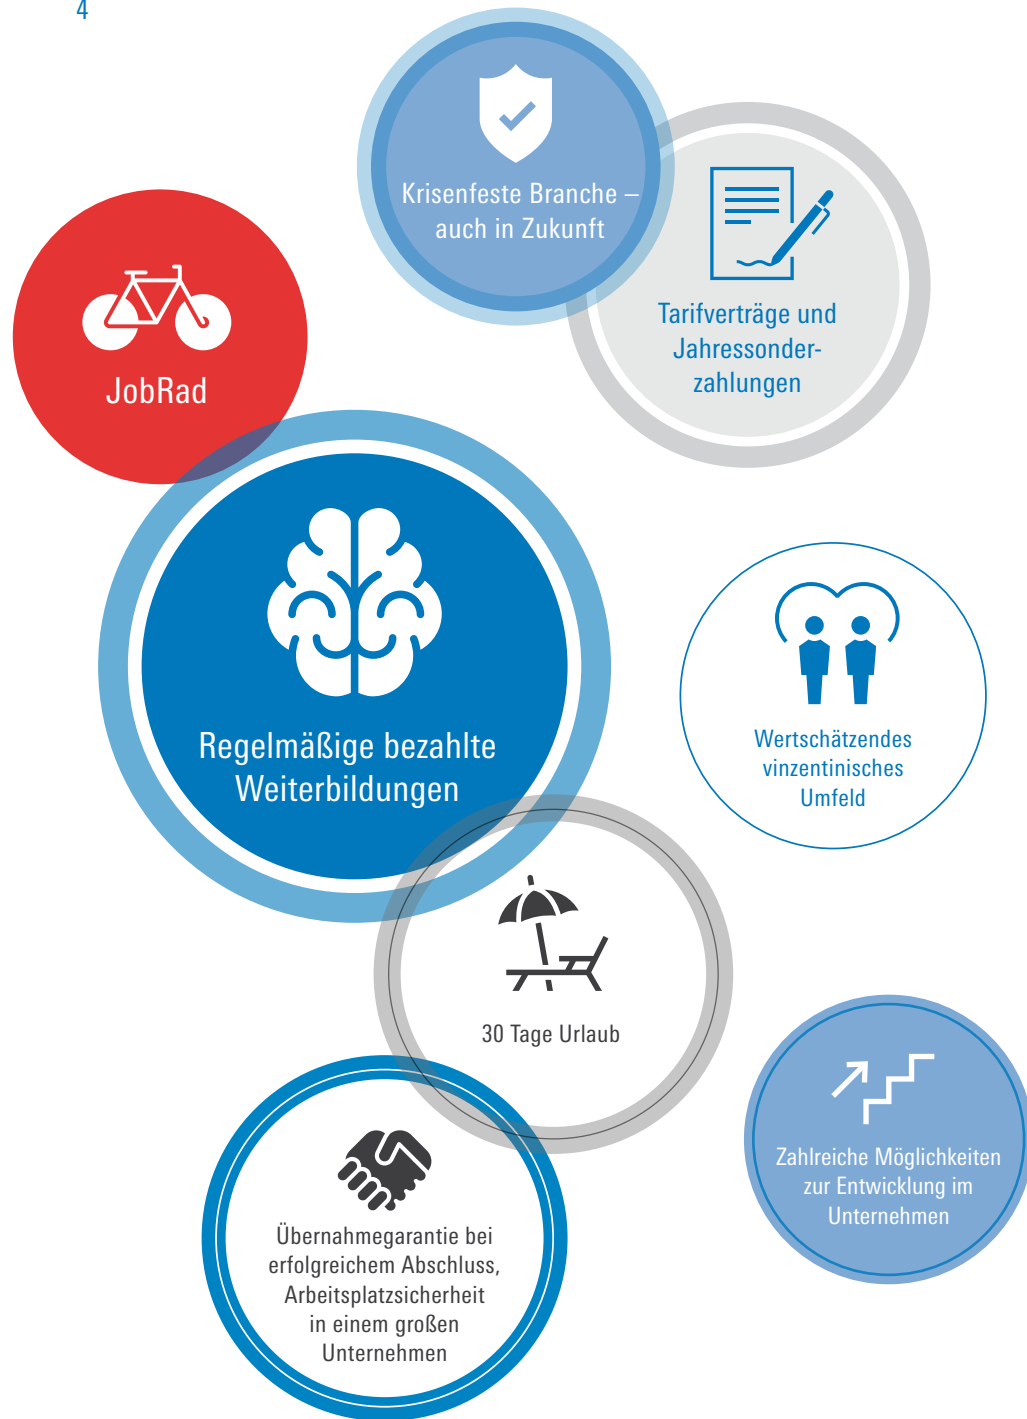 4
Krisenfeste Branche –
auch in Zukunft
Tarifverträge und
Jahressonder-
zahlungen
JobRad
Regelmäßige bezahlte
Weiterbildungen
Wertschätzendes
vinzentinisches
Umfeld
30 Tage Urlaub
Zahlreiche Möglichkeiten
zur Entwicklung im
Unternehmen
Übernahmegarantie bei
erfolgreichem Abschluss,
Arbeitsplatzsicherheit
in einem großen
Unternehmen